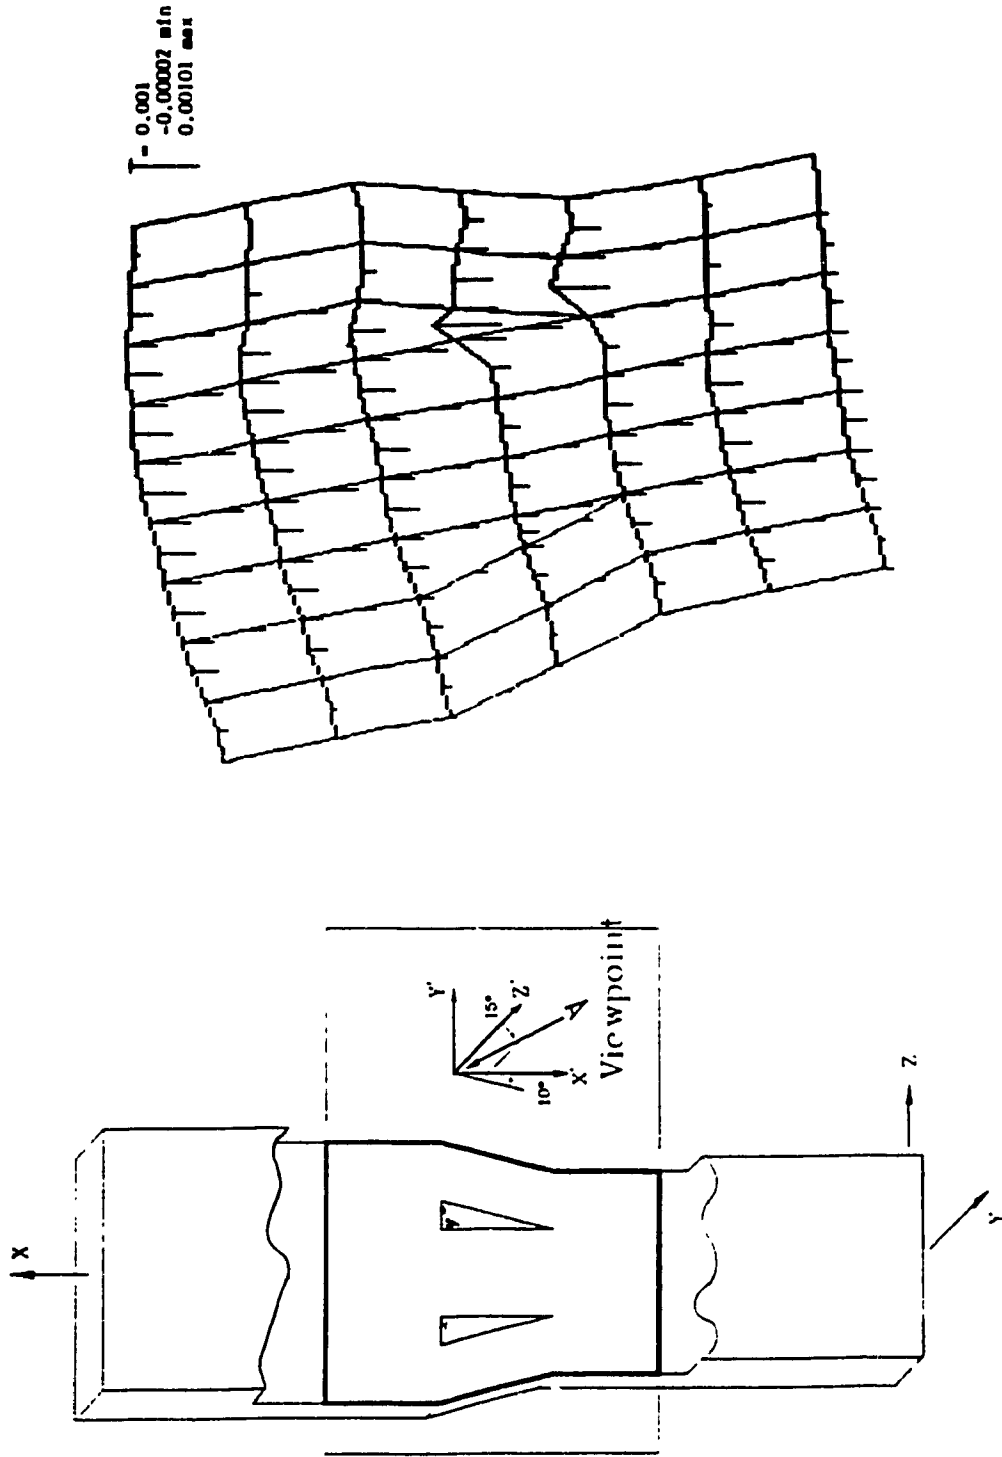 = 0.001
-0.00002 min
0.00101 max
X
Y'
15°
Z'
A
10°
X'
Viewpoint
Z
Y